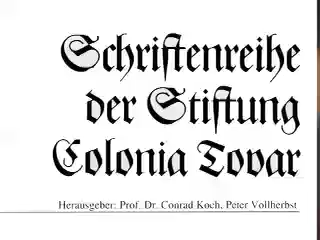 Schriftenreihe
der Stiftung
Colonia Tovar
Herausgeber: Prof. Dr. Conrad Koch, Peter Vollherbst